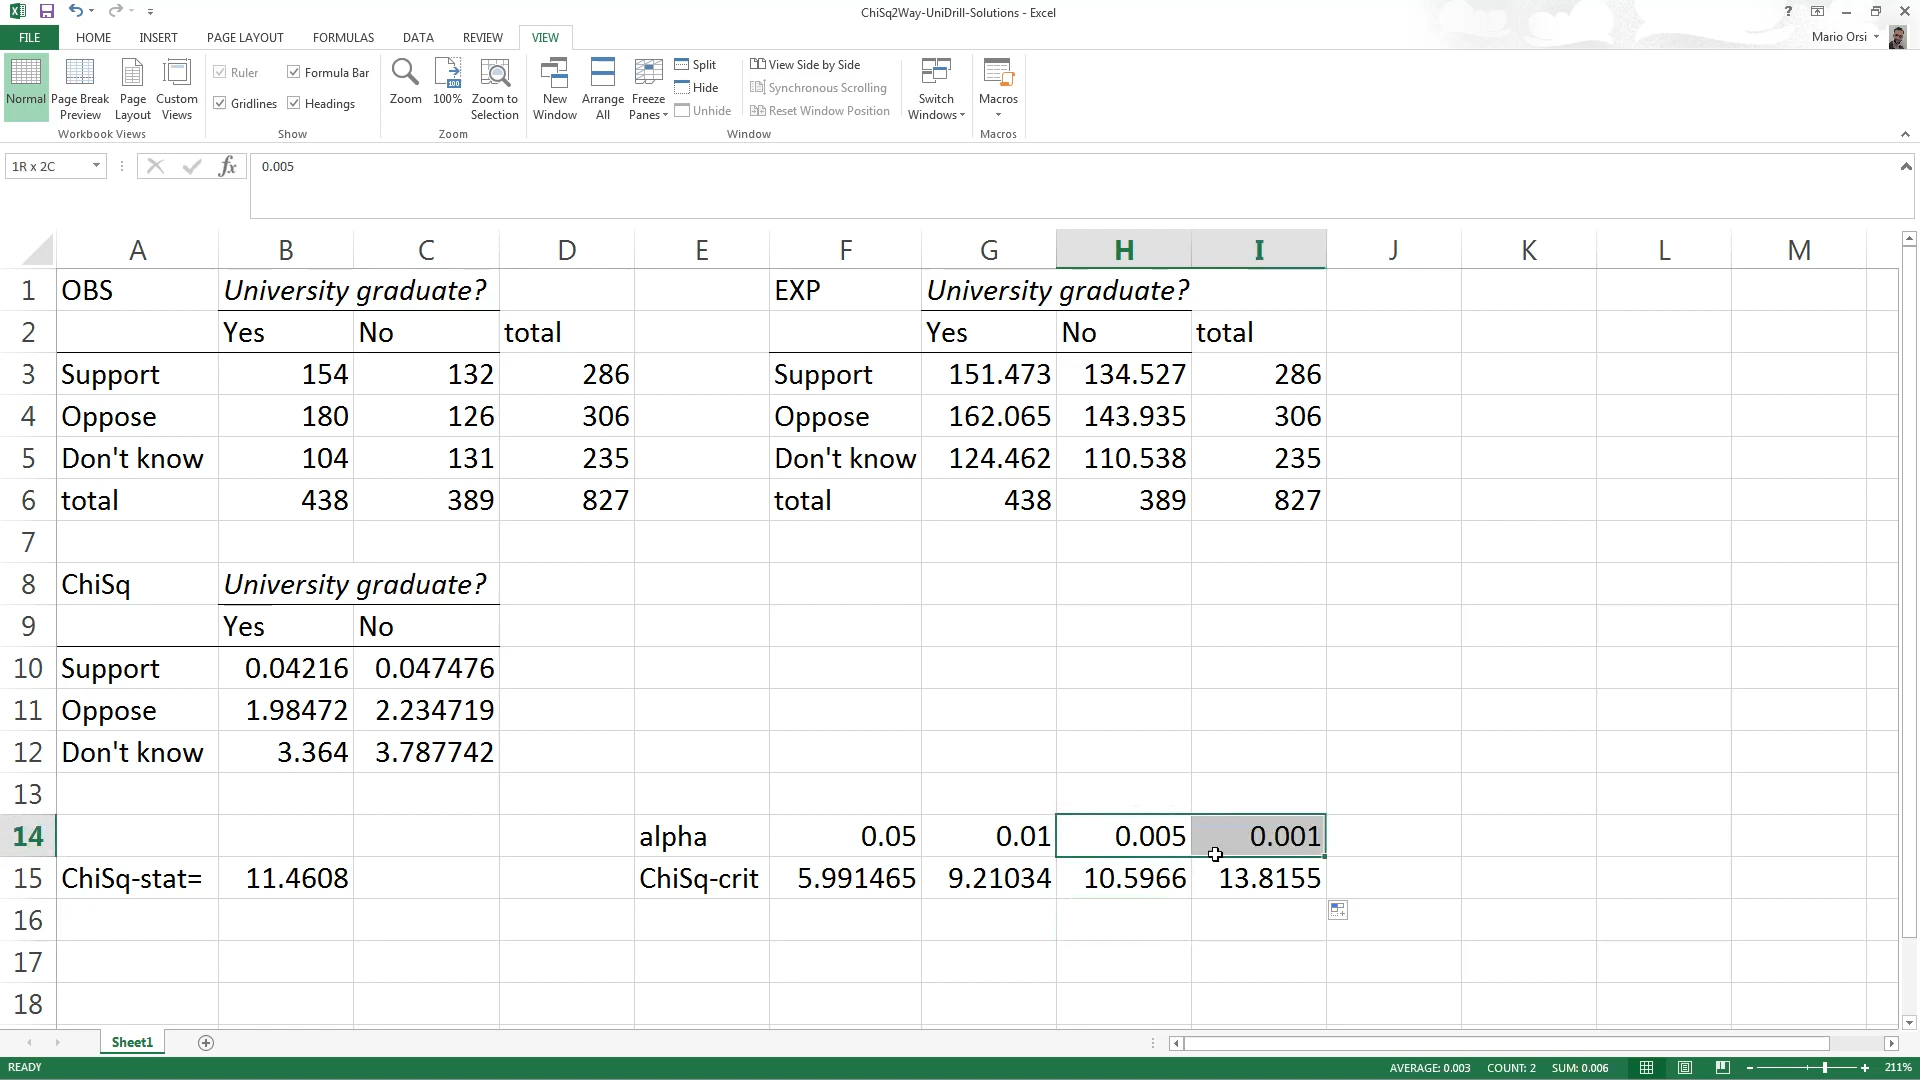 ChiSq2Way-UniDrill-Solutions - Excel
FILE HOME INSERT PAGE LAYOUT FORMULAS DATA REVIEW VIEW Mario Orsi
Normal Page Break Preview Page Layout Custom Views
Workbook Views
Ruler Formula Bar
Gridlines Headings
Show
Zoom 100% Zoom to Selection
Zoom
New Window Arrange All Freeze Panes
Split
Hide
Unhide
View Side by Side
Synchronous Scrolling
Reset Window Position
Window
Switch Windows
Macros
Macros
1R x 2C fx 0.005
A B C D E F G H I J K L M
1 OBS University graduate? EXP University graduate?
2 Yes No total Yes No total
3 Support 154 132 286 Support 151.473 134.527 286
4 Oppose 180 126 306 Oppose 162.065 143.935 306
5 Don't know 104 131 235 Don't know 124.462 110.538 235
6 total 438 389 827 total 438 389 827
7
8 ChiSq University graduate?
9 Yes No
10 Support 0.04216 0.047476
11 Oppose 1.98472 2.234719
12 Don't know 3.364 3.787742
13
14 alpha 0.05 0.01 0.005 0.001
15 ChiSq-stat= 11.4608 ChiSq-crit 5.991465 9.21034 10.5966 13.8155
16
17
18
Sheet1
READY AVERAGE: 0.003 COUNT: 2 SUM: 0.006 211%